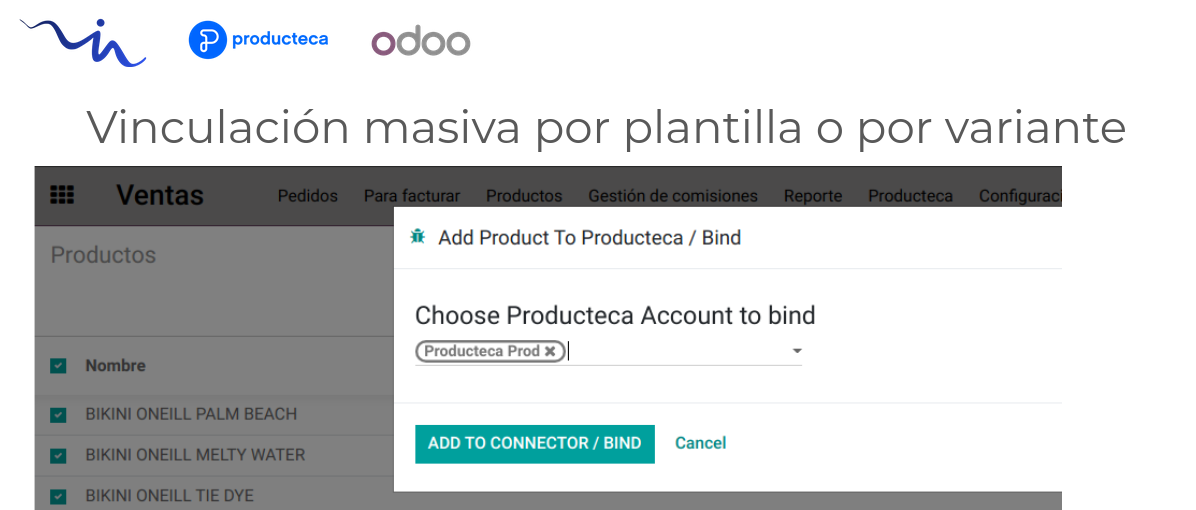 vin producteca odoo
Vinculación masiva por plantilla o por variante
Ventas Pedidos Para facturar Productos Gestión de comisiones Reporte Producteca
Productos
Add Product To Producteca / Bind
Choose Producteca Account to bind
Producteca Prod
Nombre
BIKINI ONEILL PALM BEACH
BIKINI ONEILL MELTY WATER
BIKINI ONEILL TIE DYE
ADD TO CONNECTOR / BIND Cancel